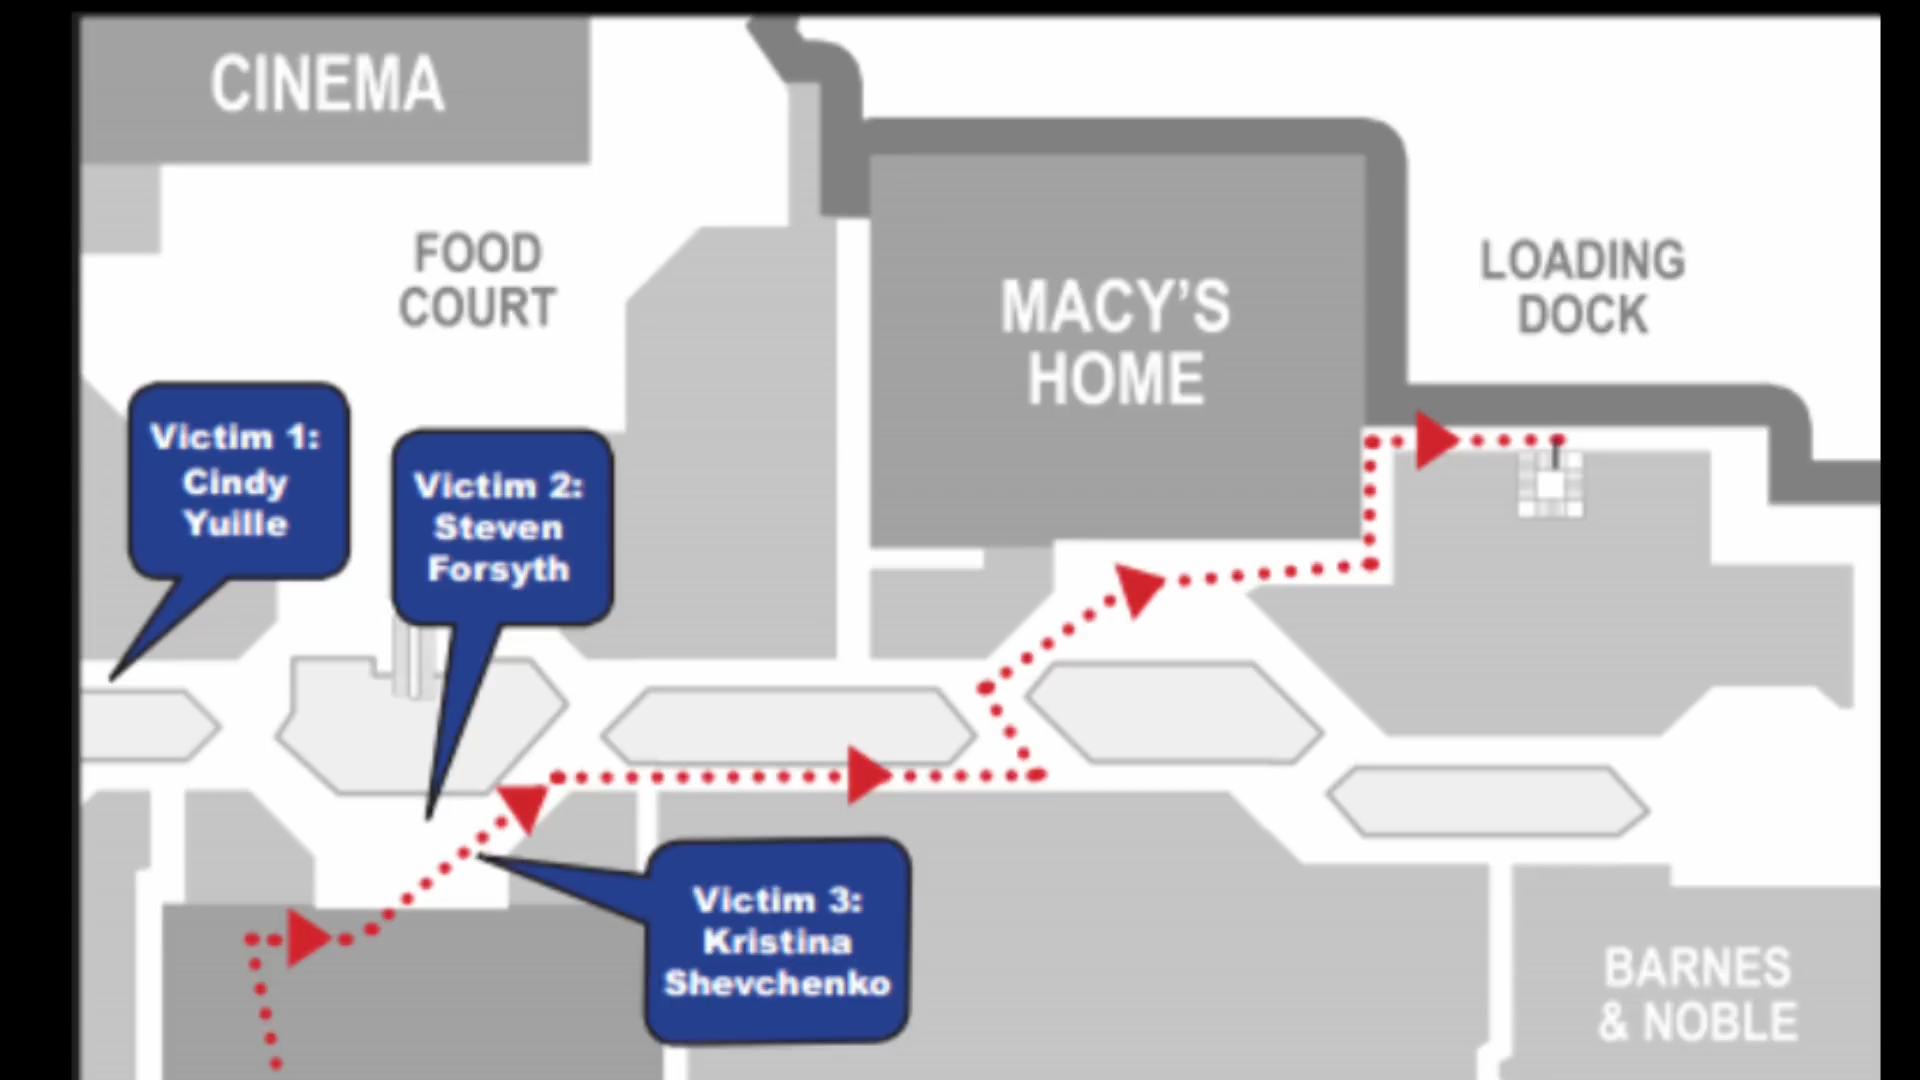 CINEMA
FOOD
COURT
MACY'S
HOME
LOADING
DOCK
Victim 1:
Cindy
Yuille
Victim 2:
Steven
Forsyth
Victim 3:
Kristina
Shevchenko
BARNES
& NOBLE